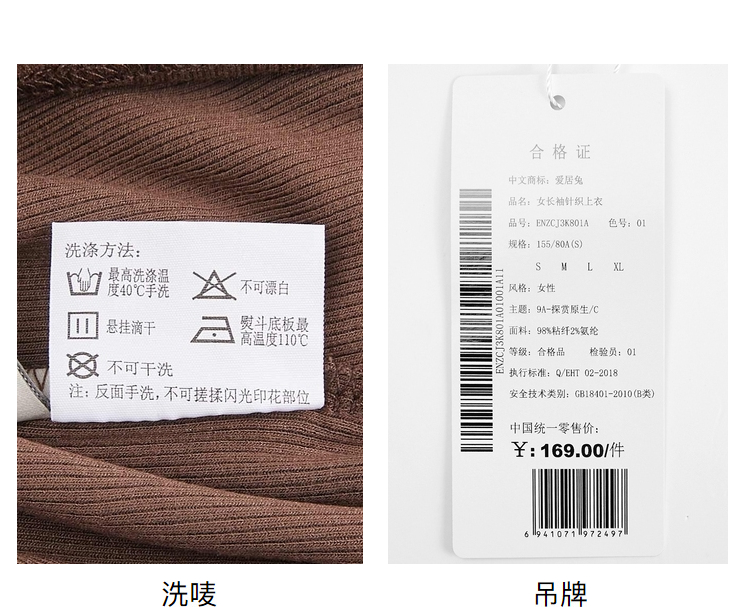 洗涤方法：
最高洗涤温
度40℃手洗
不可漂白
悬挂滴干
熨斗底板最
高温度110℃
不可干洗
注：反面手洗,不可搓揉闪光印花部位
洗唛
合格证
中文商标：爱居兔
品名：女长袖针织上衣
品号：ENZCJ3K801A 色号：01
规格：155/80A(S)
S M L XL
风格：女性
主题：9A-探赏原生/C
面料：98%粘纤2%氨纶
等级：合格品 检验员：01
执行标准：Q/EHT 02-2018
安全技术类别：GB18401-2010(B类)
ENZCJ3K801A01001A11
中国统一零售价：
¥:169.00/件
6 941071 972497
吊牌